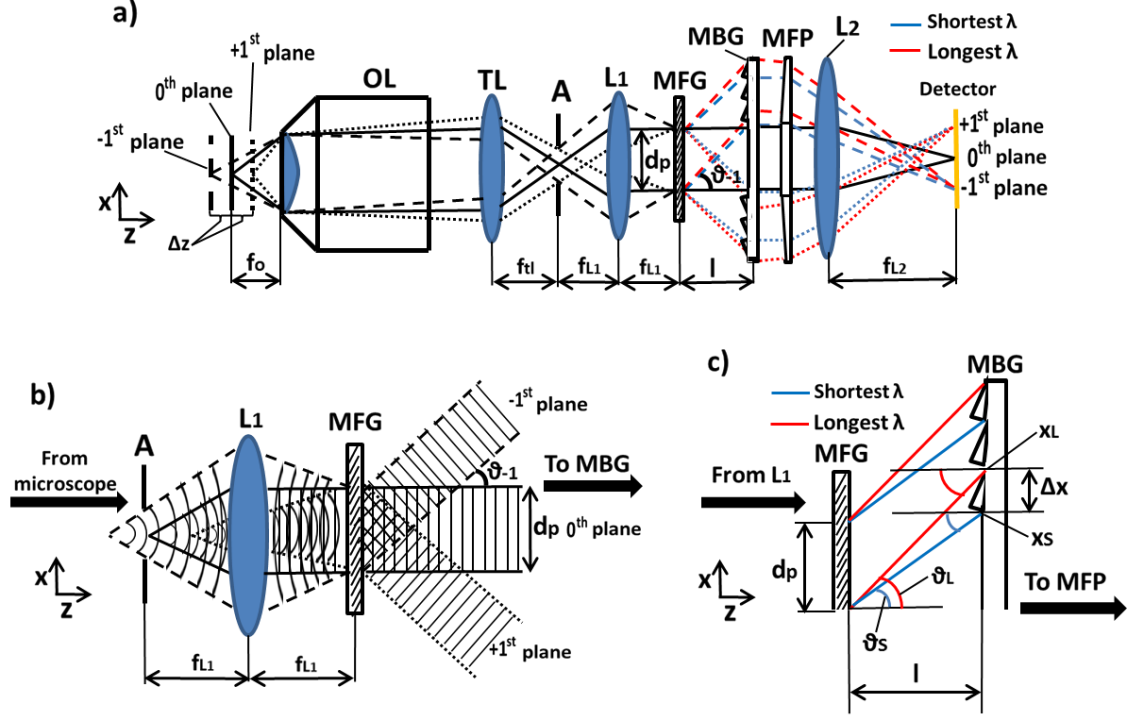 a)
+1st plane
0th plane
-1st plane
OL
TL
A
L1
MFG
MBG
MFP
L2
Shortest λ
Longest λ
Detector
+1st plane
0th plane
-1st plane
dp
ϑ-1
x
z
Δz
fo
ftl
fL1
fL1
l
fL2
b)
A
L1
MFG
-1st plane
From
microscope
ϑ-1
To MBG
dp 0th plane
+1st plane
x
z
fL1
fL1
c)
Shortest λ
Longest λ
MBG
MFG
xL
From L1
Δx
xS
dp
ϑL
ϑS
To MFP
x
z
l